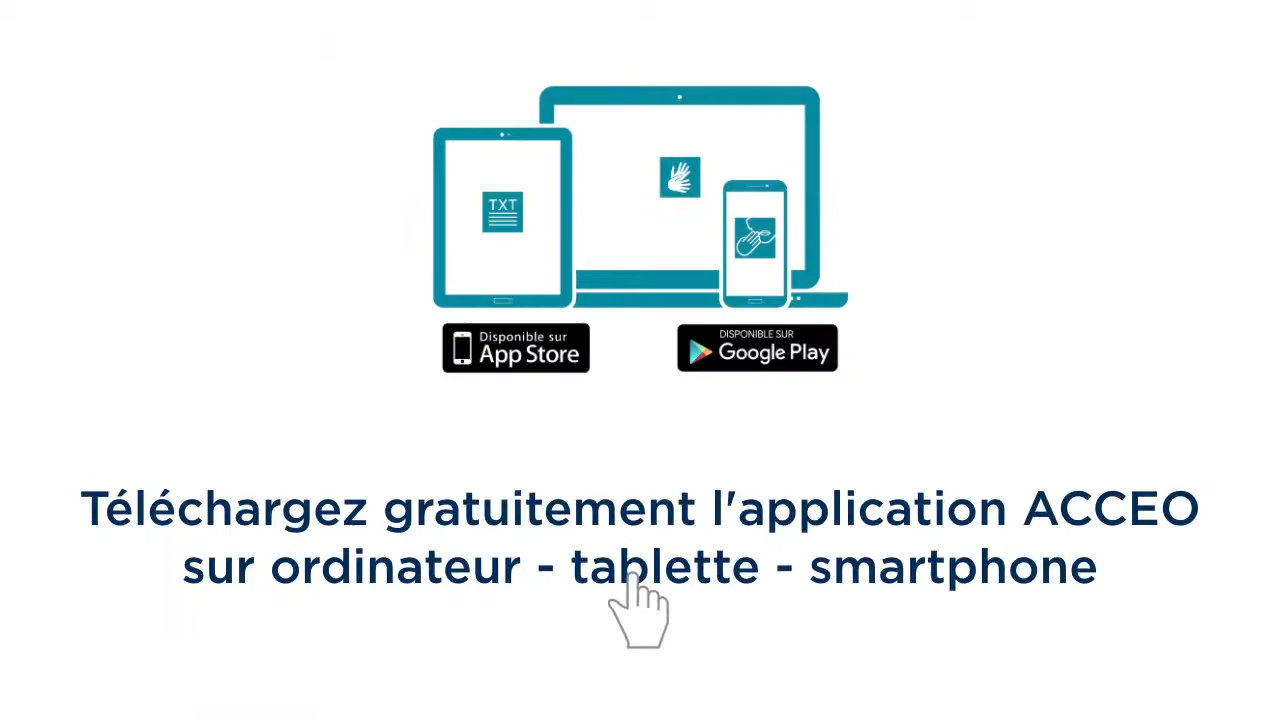 TXT
Disponible sur
App Store
DISPONIBLE SUR
Google Play
Téléchargez gratuitement l'application ACCEO
sur ordinateur - tablette - smartphone